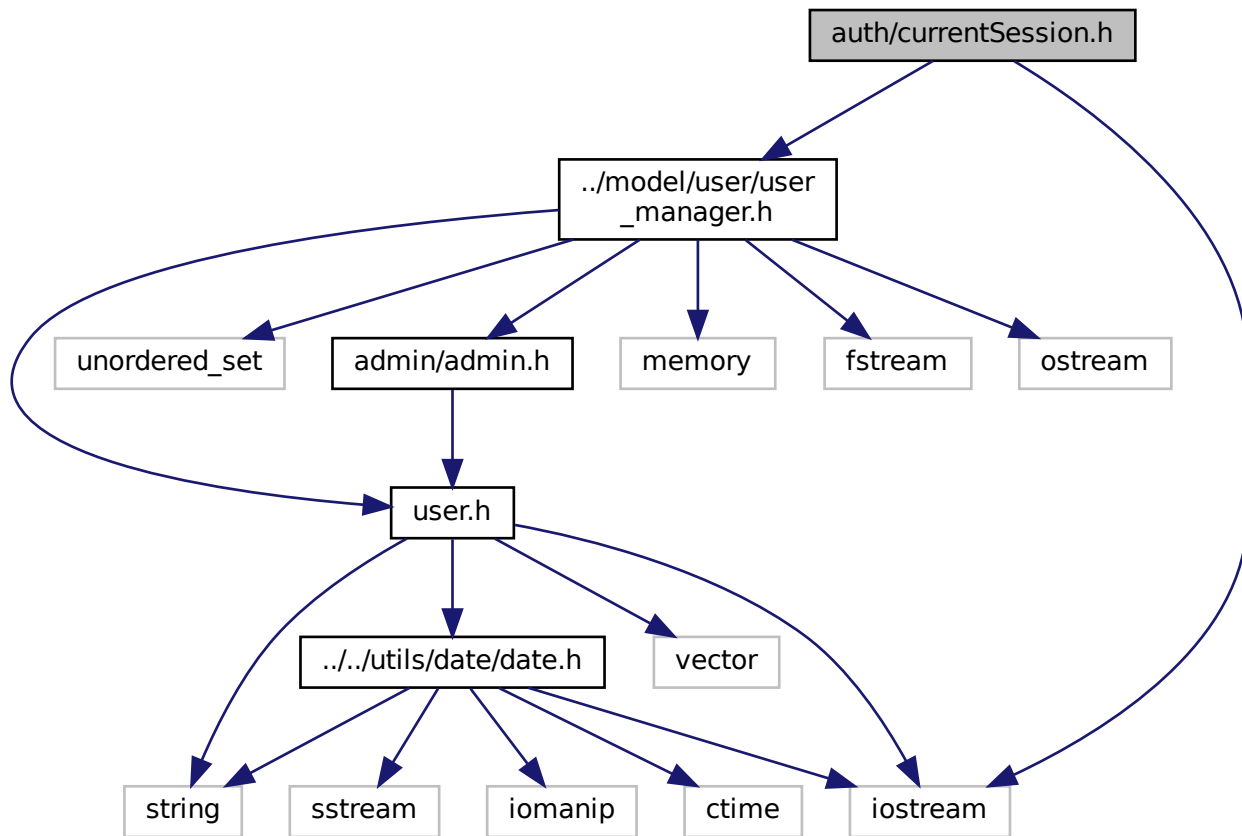 auth/currentSession.h
../model/user/user
_manager.h
unordered_set
admin/admin.h
memory
fstream
ostream
user.h
../../utils/date/date.h
vector
string
sstream
iomanip
ctime
iostream